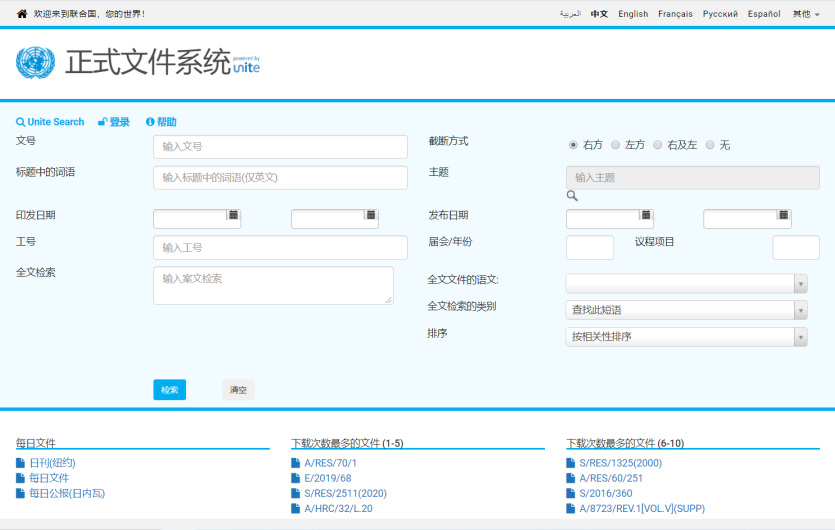 欢迎来到联合国，您的世界！ العربية 中文 English Français Русский Español 其他
正式文件系统 powered by unite
Unite Search 登录 帮助
文号 输入文号 截断方式 右方 左方 右及左 无
标题中的词语 输入标题中的词语(仅英文) 主题 输入主题
印发日期 发布日期
工号 输入工号 届会/年份 议程项目
全文检索 输入案文检索 全文文件的语文:
全文检索的类别 查找此短语
排序 按相关性排序
检索 清空
每日文件 下载次数最多的文件 (1-5) 下载次数最多的文件 (6-10)
日刊(纽约) A/RES/70/1 S/RES/1325(2000)
每日文件 E/2019/68 A/RES/60/251
每日公报(日内瓦) S/RES/2511(2020) S/2016/360
A/HRC/32/L.20 A/8723/REV.1[VOL.V](SUPP)